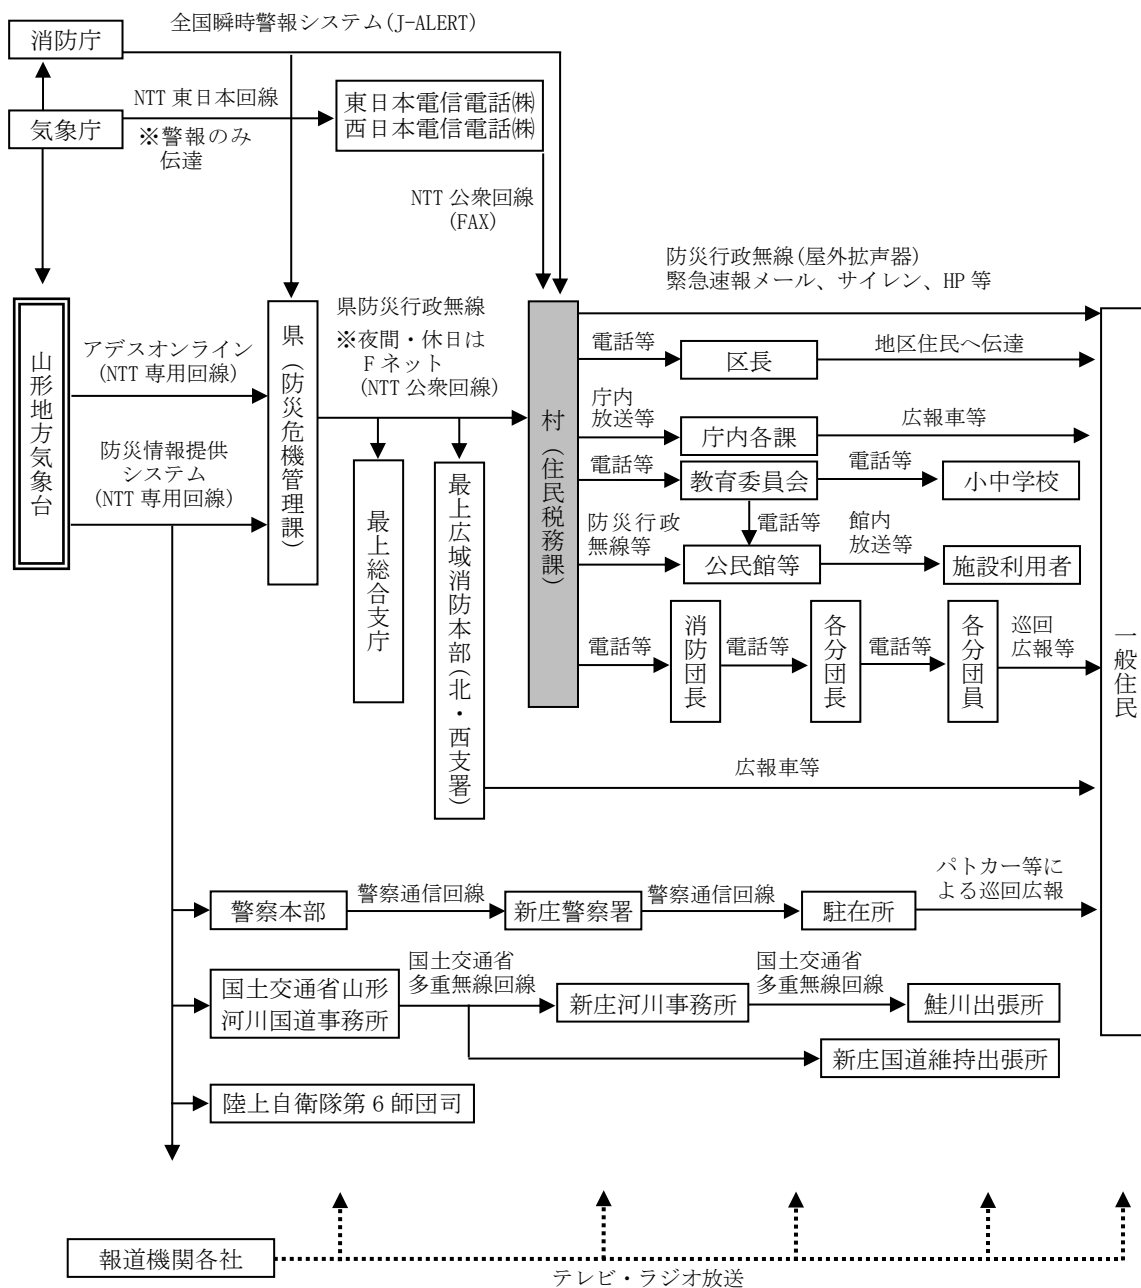 全国瞬時警報システム(J-ALERT)
消防庁
NTT 東日本回線
気象庁
※警報のみ
伝達
東日本電信電話㈱
西日本電信電話㈱
NTT 公衆回線
(FAX)
防災行政無線(屋外拡声器)
緊急速報メール、サイレン、HP 等
山形地方気象台
アデスオンライン
(NTT 専用回線)
防災情報提供
システム
(NTT 専用回線)
県(防災危機管理課)
県防災行政無線
※夜間・休日は
Fネット
(NTT 公衆回線)
最上総合支庁
最上広域消防本部(北・西支署)
村(住民税務課)
電話等
区長
地区住民へ伝達
庁内
放送等
庁内各課
広報車等
電話等
教育委員会
電話等
小中学校
電話等
防災行政
無線等
公民館等
館内
放送等
施設利用者
電話等
消防団長
電話等
各分団長
電話等
各分団員
巡回
広報等
一般住民
広報車等
警察本部
警察通信回線
新庄警察署
警察通信回線
駐在所
パトカー等に
よる巡回広報
国土交通省山形
河川国道事務所
国土交通省
多重無線回線
新庄河川事務所
国土交通省
多重無線回線
鮭川出張所
新庄国道維持出張所
陸上自衛隊第6師団司
報道機関各社
テレビ・ラジオ放送